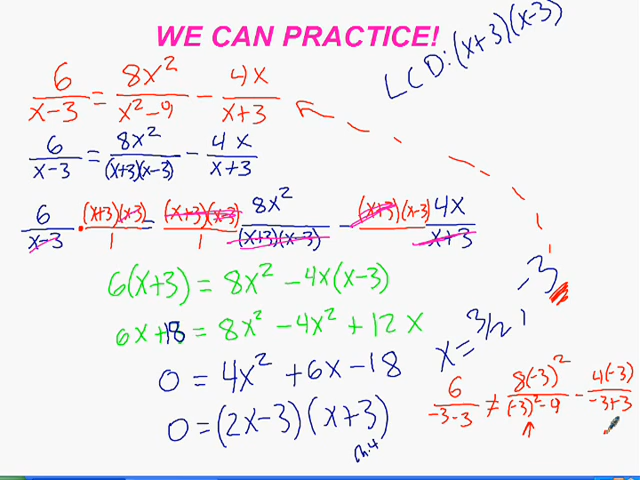 WE CAN PRACTICE!
LCD: (x+3)(x-3)
6/(x-3) = 8x²/(x²-9) - 4x/(x+3)
6/(x-3) = 8x²/((x+3)(x-3)) - 4x/(x+3)
6/(x-3) • (x+3)(x-3)/1 = (x+3)(x-3)/1 8x²/((x+3)(x-3)) - (x+3)(x-3) 4x/(x+3)
6(x+3) = 8x² - 4x(x-3)
6x+18 = 8x² - 4x² + 12x
0 = 4x² + 6x - 18
0 = (2x-3)(x+3)
x = 3/2, -3
6/(-3-3) ≠ 8(-3)²/((-3)²-9) - 4(-3)/(-3+3)